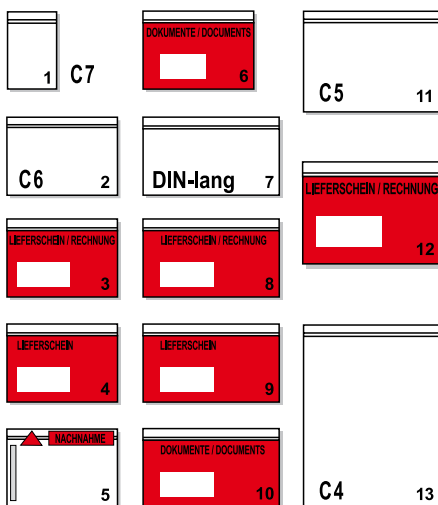 1
C7
C6
2
LIEFERSCHEIN / RECHNUNG
3
LIEFERSCHEIN
4
NACHNAHME
5
DOKUMENTE / DOCUMENTS
6
DIN-lang
7
LIEFERSCHEIN / RECHNUNG
8
LIEFERSCHEIN
9
DOKUMENTE / DOCUMENTS
10
C5
11
LIEFERSCHEIN / RECHNUNG
12
C4
13